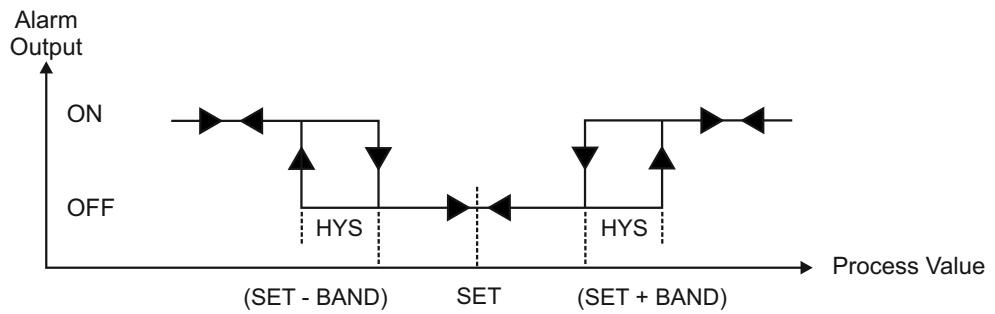 Alarm
Output
ON
OFF
HYS HYS
Process Value
(SET - BAND) SET (SET + BAND)